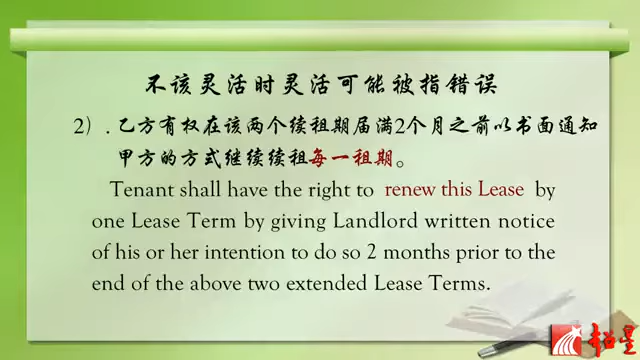 不该灵活时灵活可能被指错误
2）.乙方有权在该两个续租期届满2个月之前以书面通知
甲方的方式继续续租每一租期。
Tenant shall have the right to renew this Lease by
one Lease Term by giving Landlord written notice
of his or her intention to do so 2 months prior to the
end of the above two extended Lease Terms.
超星